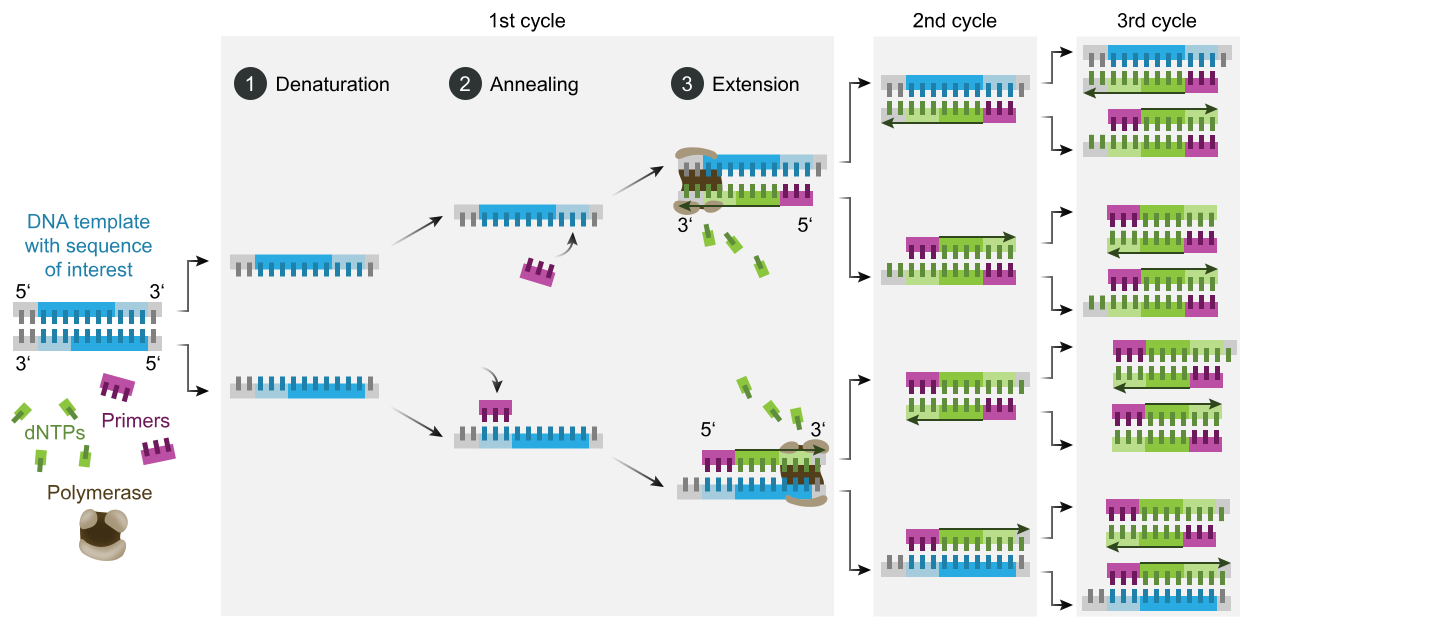 1st cycle
2nd cycle
3rd cycle
1 Denaturation
2 Annealing
3 Extension
DNA template
with sequence
of interest
5‘ 3‘
3‘ 5‘
Primers
dNTPs
Polymerase
3‘ 5‘
5‘ 3‘